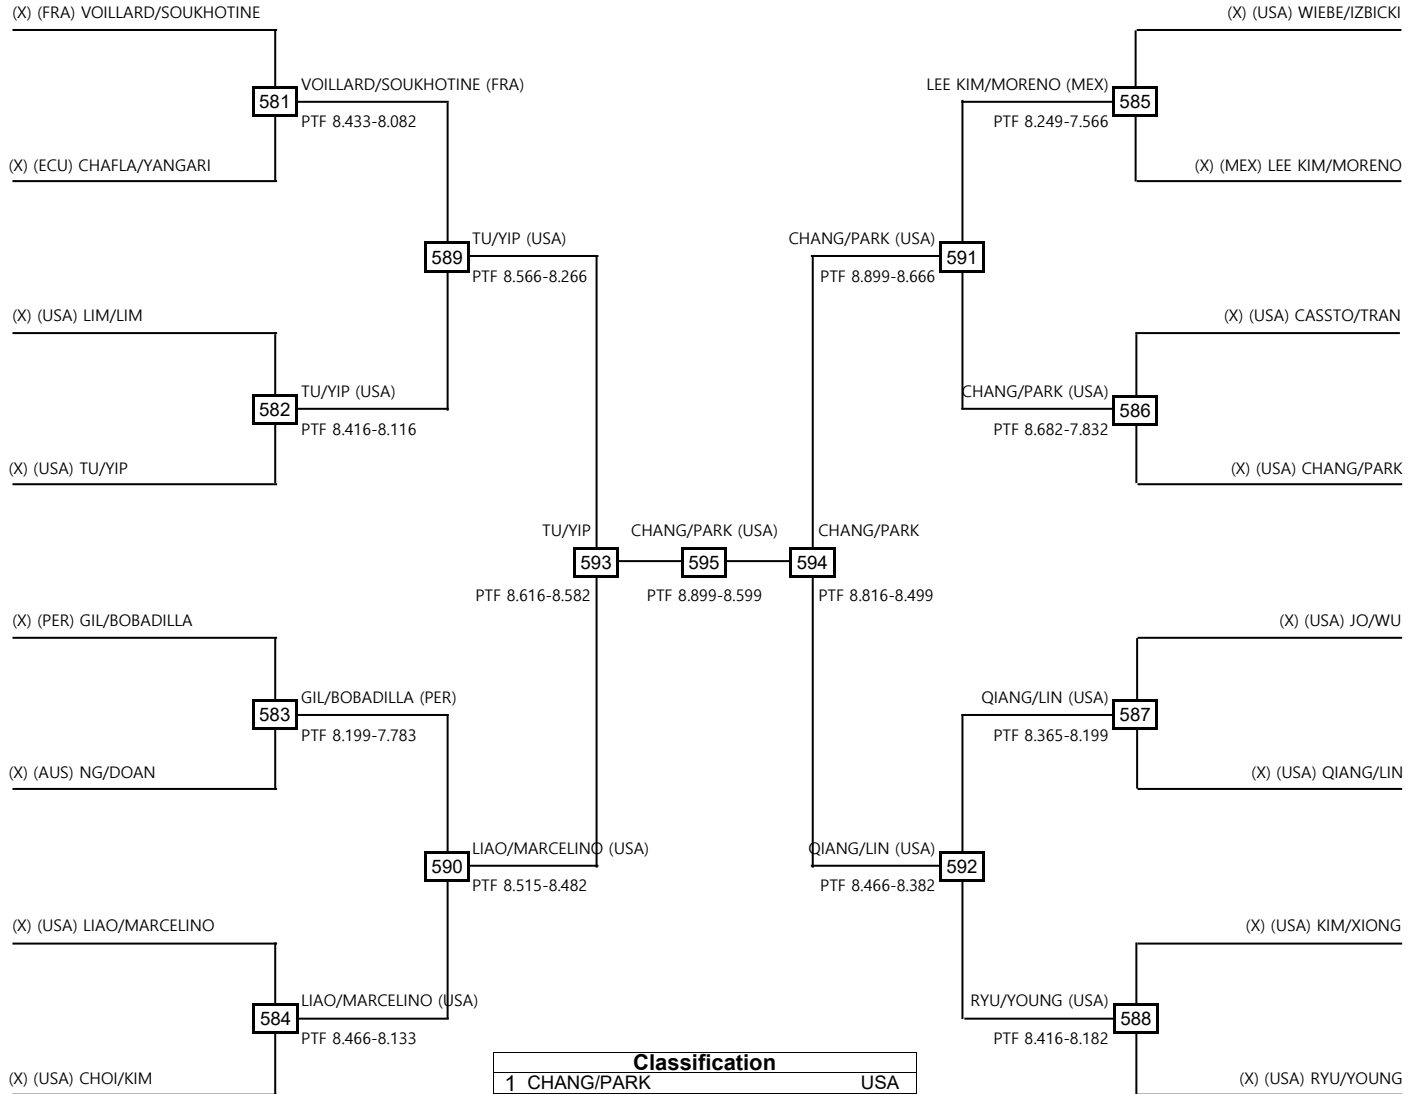 (X) (FRA) VOILLARD/SOUKHOTINE
(X) (USA) WIEBE/IZBICKI
VOILLARD/SOUKHOTINE (FRA)
LEE KIM/MORENO (MEX)
581
585
PTF 8.433-8.082
PTF 8.249-7.566
(X) (ECU) CHAFLA/YANGARI
(X) (MEX) LEE KIM/MORENO
TU/YIP (USA)
CHANG/PARK (USA)
589
591
PTF 8.566-8.266
PTF 8.899-8.666
(X) (USA) LIM/LIM
(X) (USA) CASSTO/TRAN
TU/YIP (USA)
CHANG/PARK (USA)
582
586
PTF 8.416-8.116
PTF 8.682-7.832
(X) (USA) TU/YIP
(X) (USA) CHANG/PARK
TU/YIP
CHANG/PARK (USA)
CHANG/PARK
593
595
594
PTF 8.616-8.582
PTF 8.899-8.599
PTF 8.816-8.499
(X) (PER) GIL/BOBADILLA
(X) (USA) JO/WU
GIL/BOBADILLA (PER)
QIANG/LIN (USA)
583
587
PTF 8.199-7.783
PTF 8.365-8.199
(X) (AUS) NG/DOAN
(X) (USA) QIANG/LIN
LIAO/MARCELINO (USA)
QIANG/LIN (USA)
590
592
PTF 8.515-8.482
PTF 8.466-8.382
(X) (USA) LIAO/MARCELINO
(X) (USA) KIM/XIONG
LIAO/MARCELINO (USA)
RYU/YOUNG (USA)
584
588
PTF 8.466-8.133
PTF 8.416-8.182
Classification
1 CHANG/PARK USA
(X) (USA) CHOI/KIM
(X) (USA) RYU/YOUNG